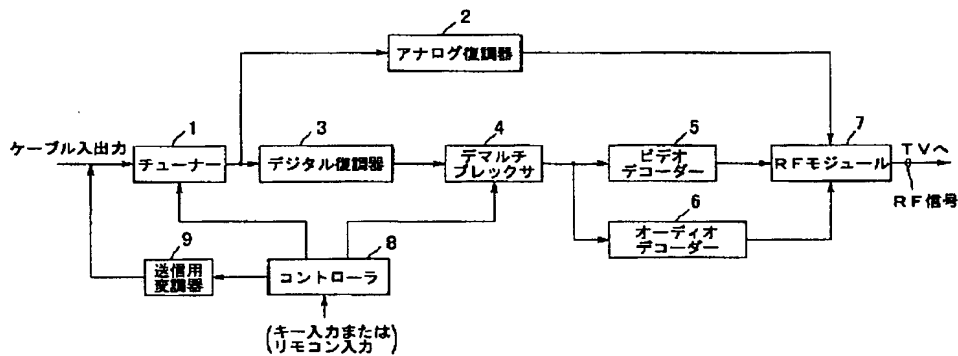 2
アナログ復調器
ケーブル入出力
1
チューナー
3
デジタル復調器
4
デマルチ
プレックサ
5
ビデオ
デコーダー
7
RFモジュール
TVへ
RF信号
6
オーディオ
デコーダー
9
送信用
変調器
8
コントローラ
(キー入力または
リモコン入力)